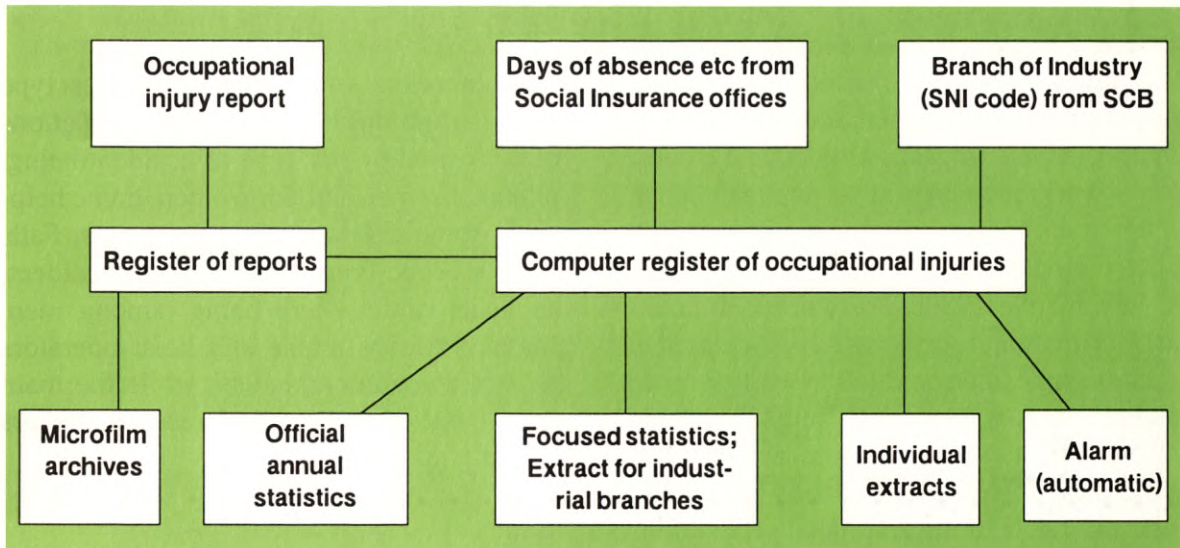 Occupational
injury report
Days of absence etc from
Social Insurance offices
Branch of Industry
(SNI code) from SCB
Register of reports
Computer register of occupational injuries
Microfilm
archives
Official
annual
statistics
Focused statistics;
Extract for indust-
rial branches
Individual
extracts
Alarm
(automatic)